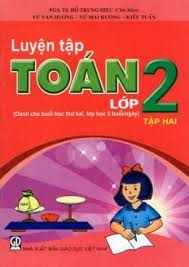 PGS. TS. ĐỖ TRUNG HIỆU (Chủ biên)
VŨ VĂN DƯƠNG - VŨ MAI HƯƠNG - KIỀU TUẤN
Luyện tập
TOÁN
LỚP 2
(Dành cho buổi học thứ hai, lớp học 2 buổi/ngày)
TẬP HAI
NHÀ XUẤT BẢN GIÁO DỤC VIỆT NAM